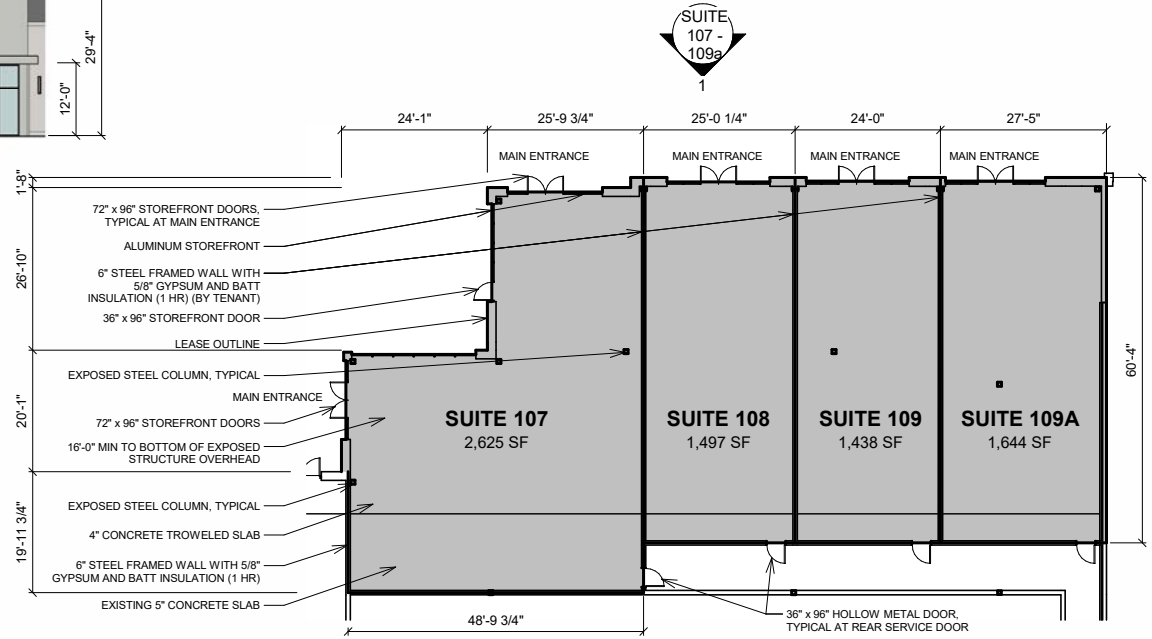 29'-4"
12'-0"
SUITE
107 -
109a
1
24'-1"
25'-9 3/4"
25'-0 1/4"
24'-0"
27'-5"
MAIN ENTRANCE
MAIN ENTRANCE
MAIN ENTRANCE
MAIN ENTRANCE
1'-8"
26'-10"
20'-1"
19'-11 3/4"
72" x 96" STOREFRONT DOORS,
TYPICAL AT MAIN ENTRANCE
ALUMINUM STOREFRONT
6" STEEL FRAMED WALL WITH
5/8" GYPSUM AND BATT
INSULATION (1 HR) (BY TENANT)
36" x 96" STOREFRONT DOOR
LEASE OUTLINE
EXPOSED STEEL COLUMN, TYPICAL
MAIN ENTRANCE
72" x 96" STOREFRONT DOORS
16'-0" MIN TO BOTTOM OF EXPOSED
STRUCTURE OVERHEAD
EXPOSED STEEL COLUMN, TYPICAL
4" CONCRETE TROWELED SLAB
6" STEEL FRAMED WALL WITH 5/8"
GYPSUM AND BATT INSULATION (1 HR)
EXISTING 5" CONCRETE SLAB
SUITE 107
2,625 SF
SUITE 108
1,497 SF
SUITE 109
1,438 SF
SUITE 109A
1,644 SF
60'-4"
48'-9 3/4"
36" x 96" HOLLOW METAL DOOR,
TYPICAL AT REAR SERVICE DOOR